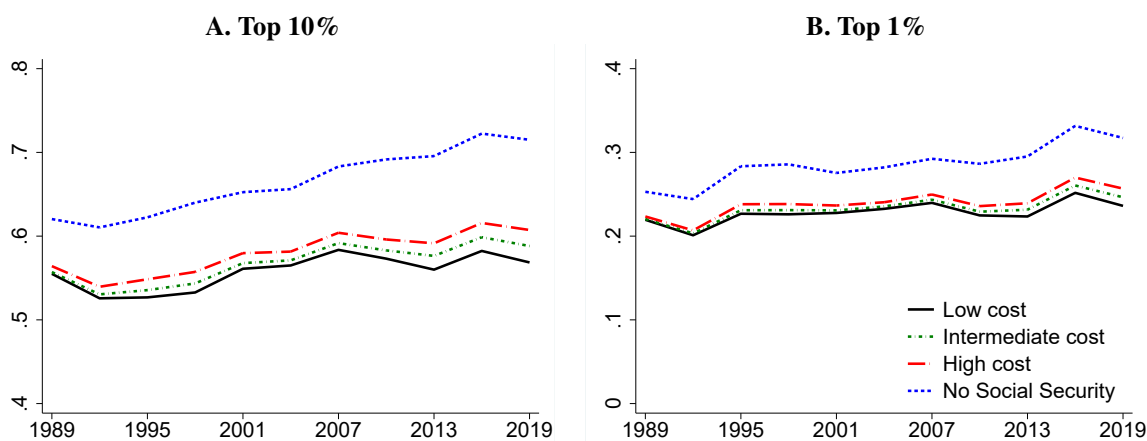 A. Top 10%
.8
.7
.6
.5
.4
1989 1995 2001 2007 2013 2019
B. Top 1%
.4
.3
.2
.1
0
1989 1995 2001 2007 2013 2019
Low cost
Intermediate cost
High cost
No Social Security